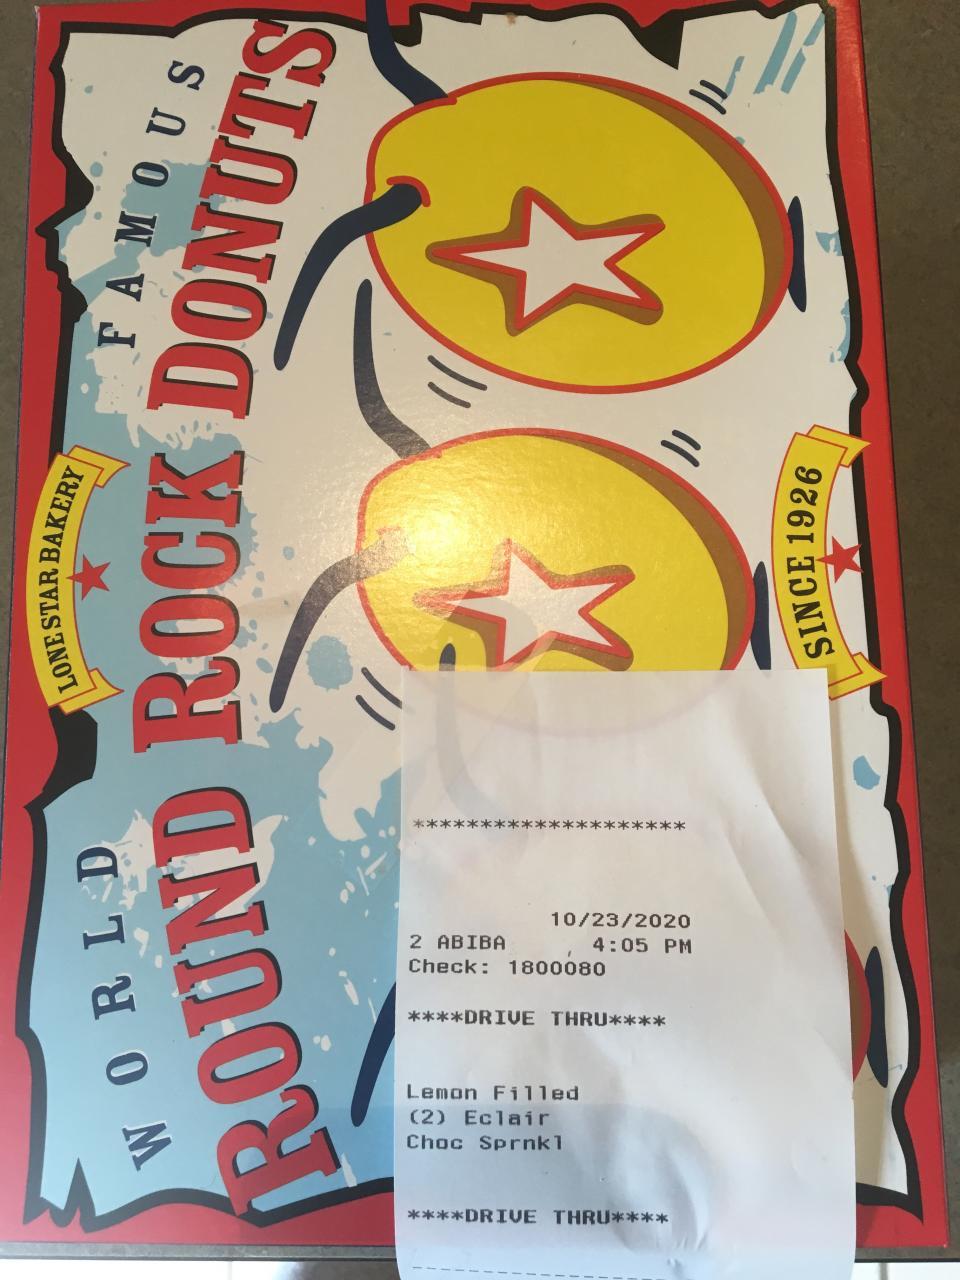 WORLD FAMOUS
ROUND ROCK DONUTS
LONE STAR BAKERY
SINCE 1926
*********************
10/23/2020
2 ABIBA 4:05 PM
Check: 1800080
****DRIVE THRU****
Lemon Filled
(2) Eclair
Choc Sprnkl
****DRIVE THRU****